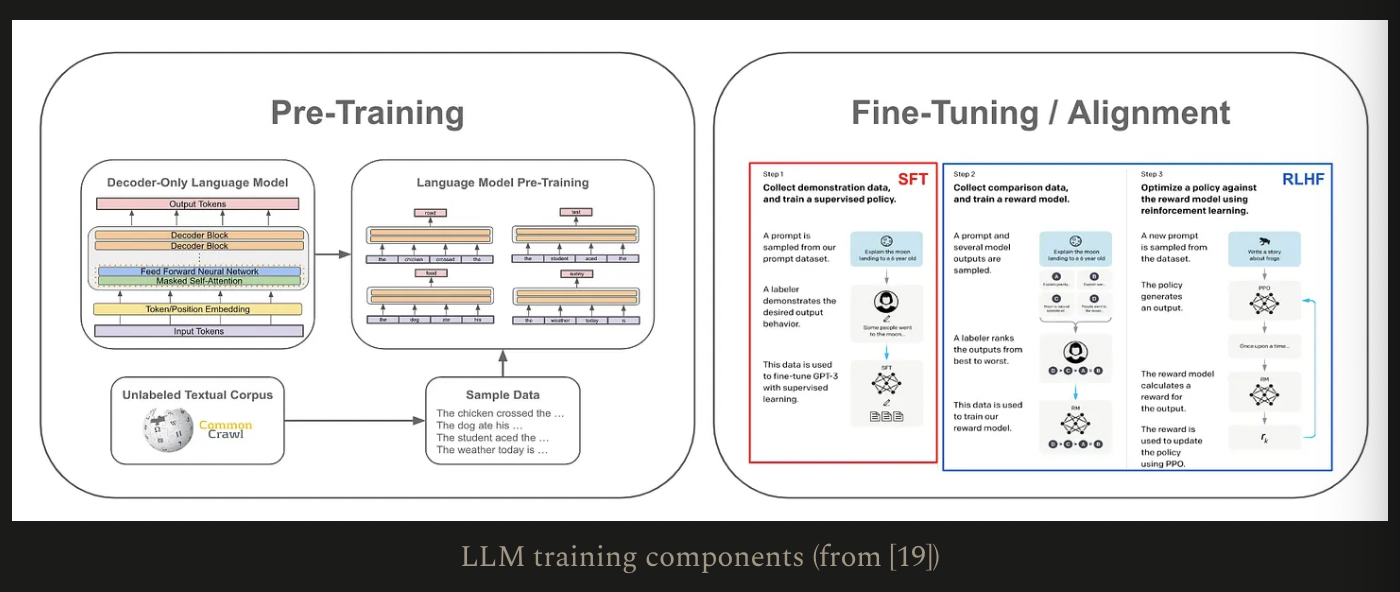 Pre-Training
Decoder-Only Language Model
Output Tokens
Decoder Block
Decoder Block
Feed Forward Neural Network
Masked Self-Attention
Token/Position Embedding
Input Tokens
Language Model Pre-Training
road
the chicken crossed the
test
the student aced the
food
the dog ate his
sunny
the weather today is
Unlabeled Textual Corpus
Common
Crawl
Sample Data
The chicken crossed the ...
The dog ate his ...
The student aced the ...
The weather today is ...
Fine-Tuning / Alignment
SFT
Step 1
Collect demonstration data,
and train a supervised policy.
A prompt is
sampled from our
prompt dataset.
Explain the moon
landing to a 6 year old
A labeler
demonstrates the
desired output
behavior.
Some people went
to the moon...
This data is used
to fine-tune GPT-3
with supervised
learning.
SFT
RLHF
Step 2
Collect comparison data,
and train a reward model.
A prompt and
several model
outputs are
sampled.
Explain the moon
landing to a 6 year old
A
B
C
D
A labeler ranks
the outputs from
best to worst.
D > C > A = B
This data is used
to train our
reward model.
RM
D > C > A = B
Step 3
Optimize a policy against
the reward model using
reinforcement learning.
A new prompt
is sampled from
the dataset.
Write a story
about frogs
The policy
generates
an output.
PPO
Once upon a time...
The reward model
calculates a
reward for
the output.
RM
The reward is
used to update
the policy
using PPO.
rk
LLM training components (from [19])